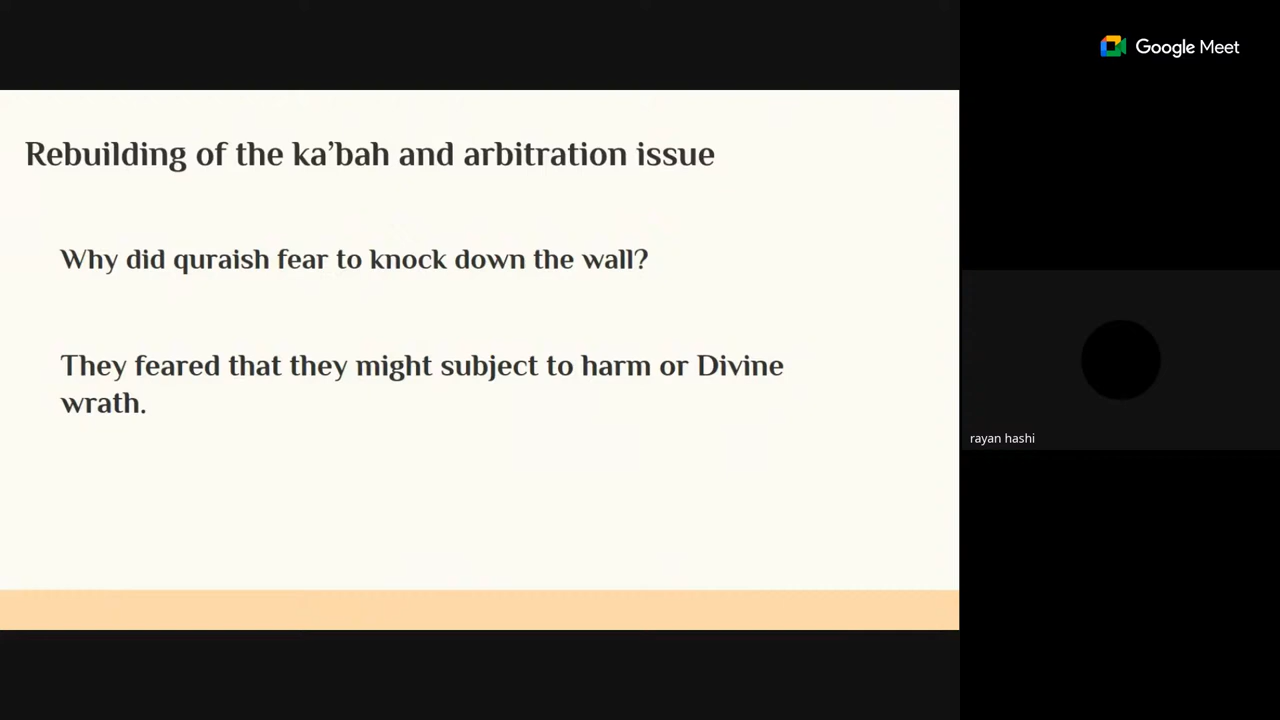 Google Meet
Rebuilding of the ka’bah and arbitration issue
Why did quraish fear to knock down the wall?
They feared that they might subject to harm or Divine
wrath.
rayan hashi